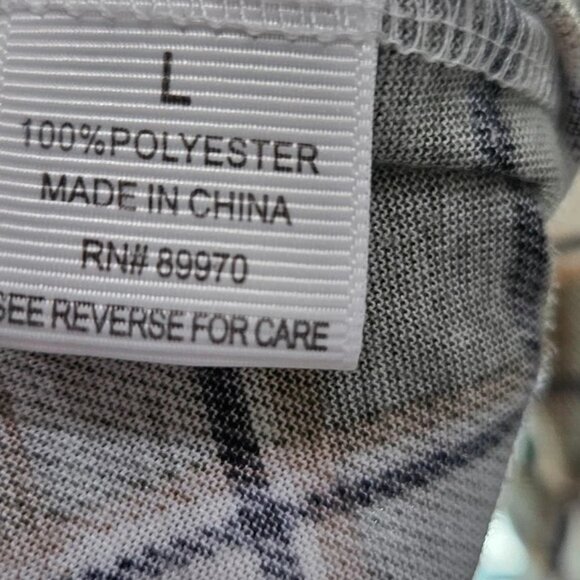 L
100%POLYESTER
MADE IN CHINA
RN# 89970
SEE REVERSE FOR CARE